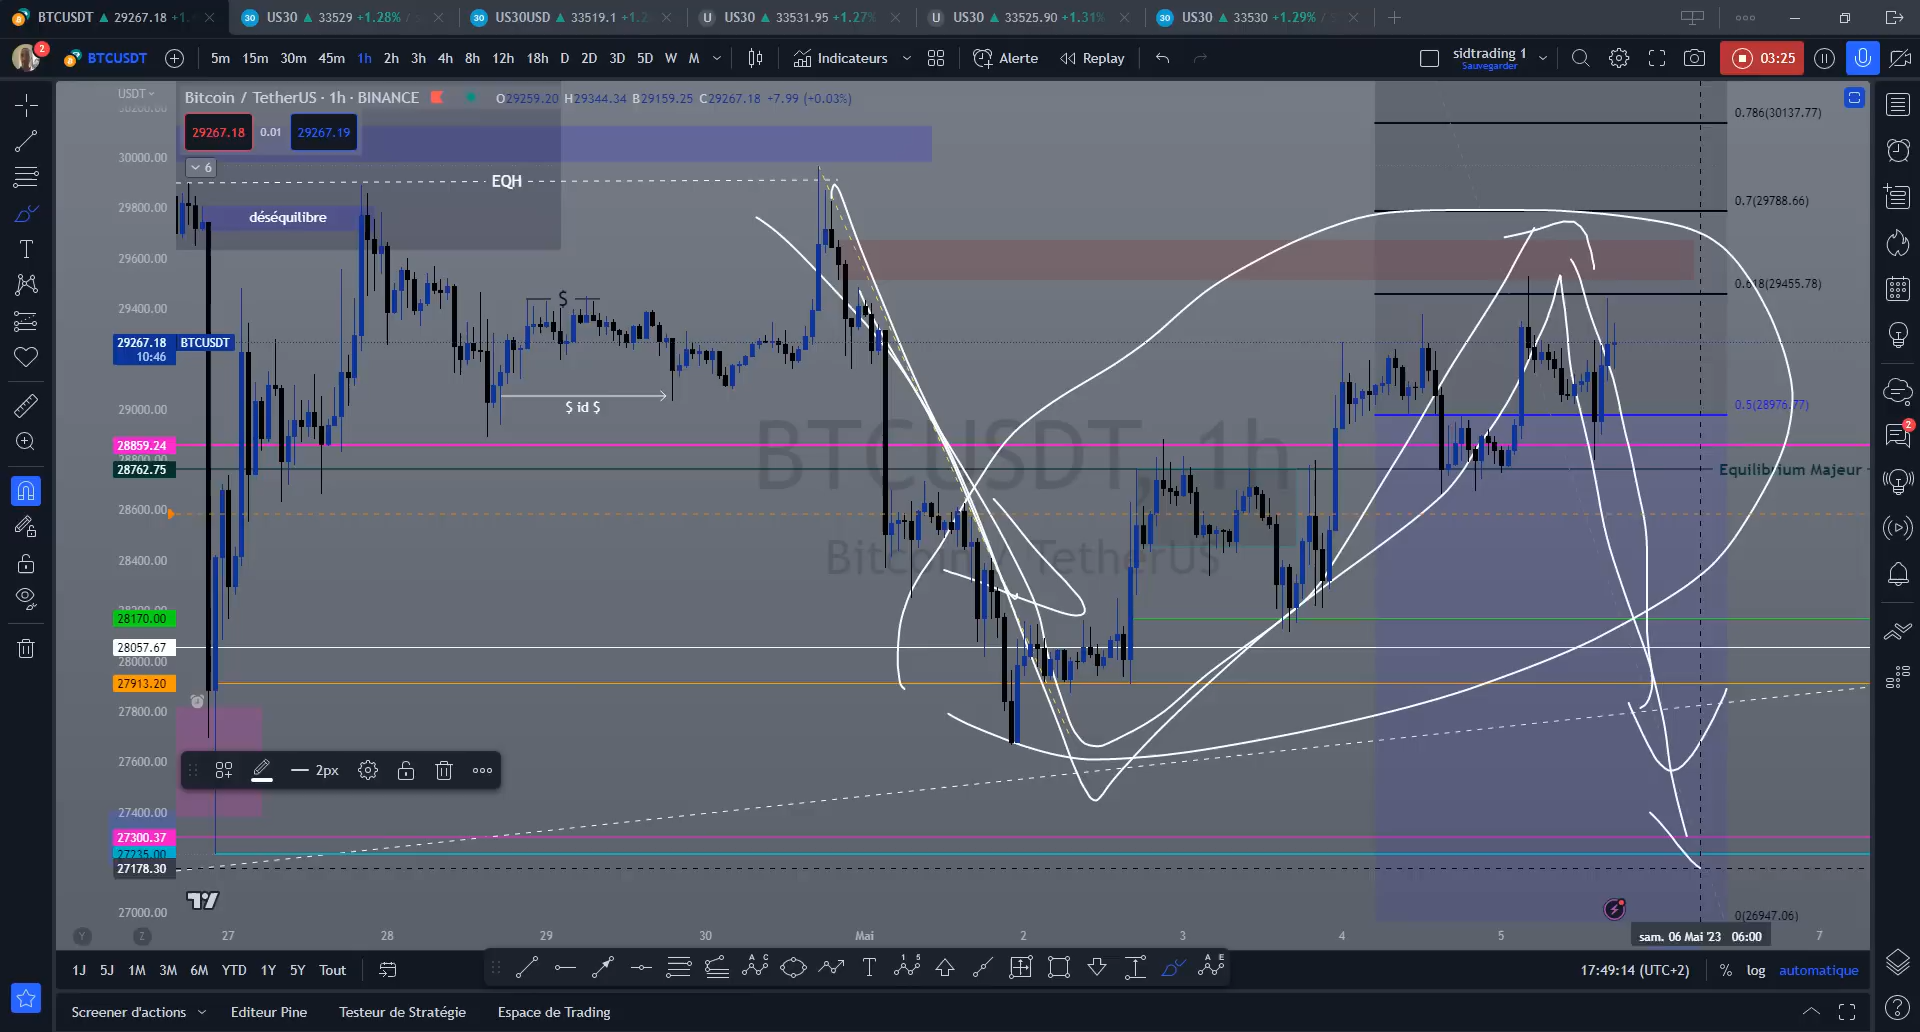 BTCUSDT ▲ 29267.18 +1.
US30 ▲ 33529 +1.28%
US30USD ▲ 33519.1 +1.2
US30 ▲ 33531.95 +1.27%
US30 ▲ 33525.90 +1.31%
US30 ▲ 33530 +1.29%
2
BTCUSDT
5m 15m 30m 45m 1h 2h 3h 4h 8h 12h 18h D 2D 3D 5D W M
Indicateurs
Alerte
Replay
sidtrading 1
Sauvegarder
03:25
USDT
Bitcoin / TetherUS · 1h · BINANCE
O29259.20 H29344.34 B29159.25 C29267.18 +7.99 (+0.03%)
29267.18
0.01
29267.19
6
0.786(30137.77)
30000.00
EQH
29800.00
déséquilibre
0.7(29788.66)
29600.00
0.618(29455.78)
$
29400.00
29267.18 BTCUSDT
10:46
$ id $
29000.00
0.5(28976.77)
28859.24
28762.75
Equilibrium Majeur
BTCUSDT, 1h
28600.00
28400.00
Bitcoin / TetherUS
28170.00
28057.67
28000.00
27913.20
27800.00
27600.00
2px
27400.00
27300.37
27235.00
27178.30
27000.00
0(26947.06)
Y Z
27 28 29 30 Mai 2 3 4 5 7
sam. 06 Mai '23 06:00
1J 5J 1M 3M 6M YTD 1Y 5Y Tout
17:49:14 (UTC+2)
% log automatique
Screener d'actions
Editeur Pine
Testeur de Stratégie
Espace de Trading